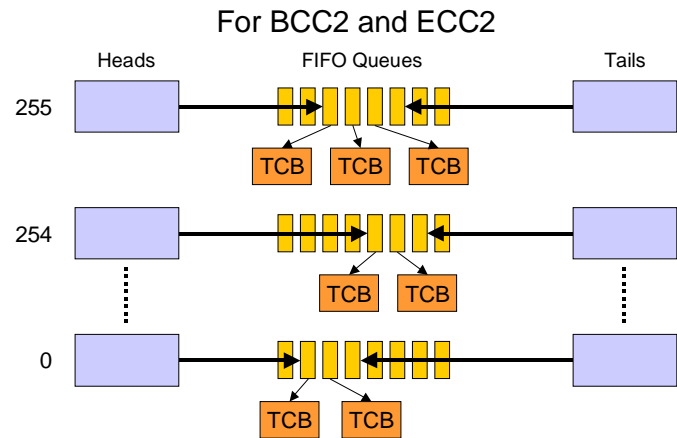 For BCC2 and ECC2
Heads FIFO Queues Tails
255
TCB TCB TCB
254
TCB TCB
0
TCB TCB